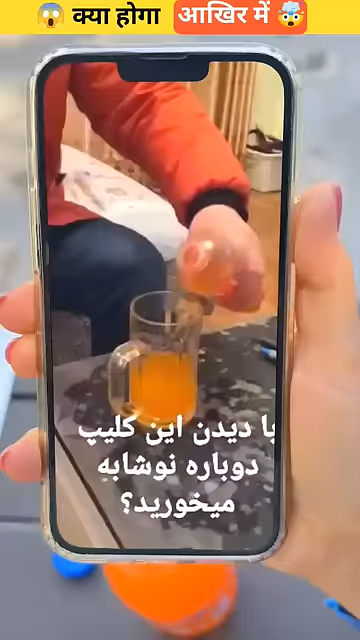 😱 क्या होगा आखिर में 🤯
با دیدن این کلیپ
دوباره نوشابه
میخورید؟